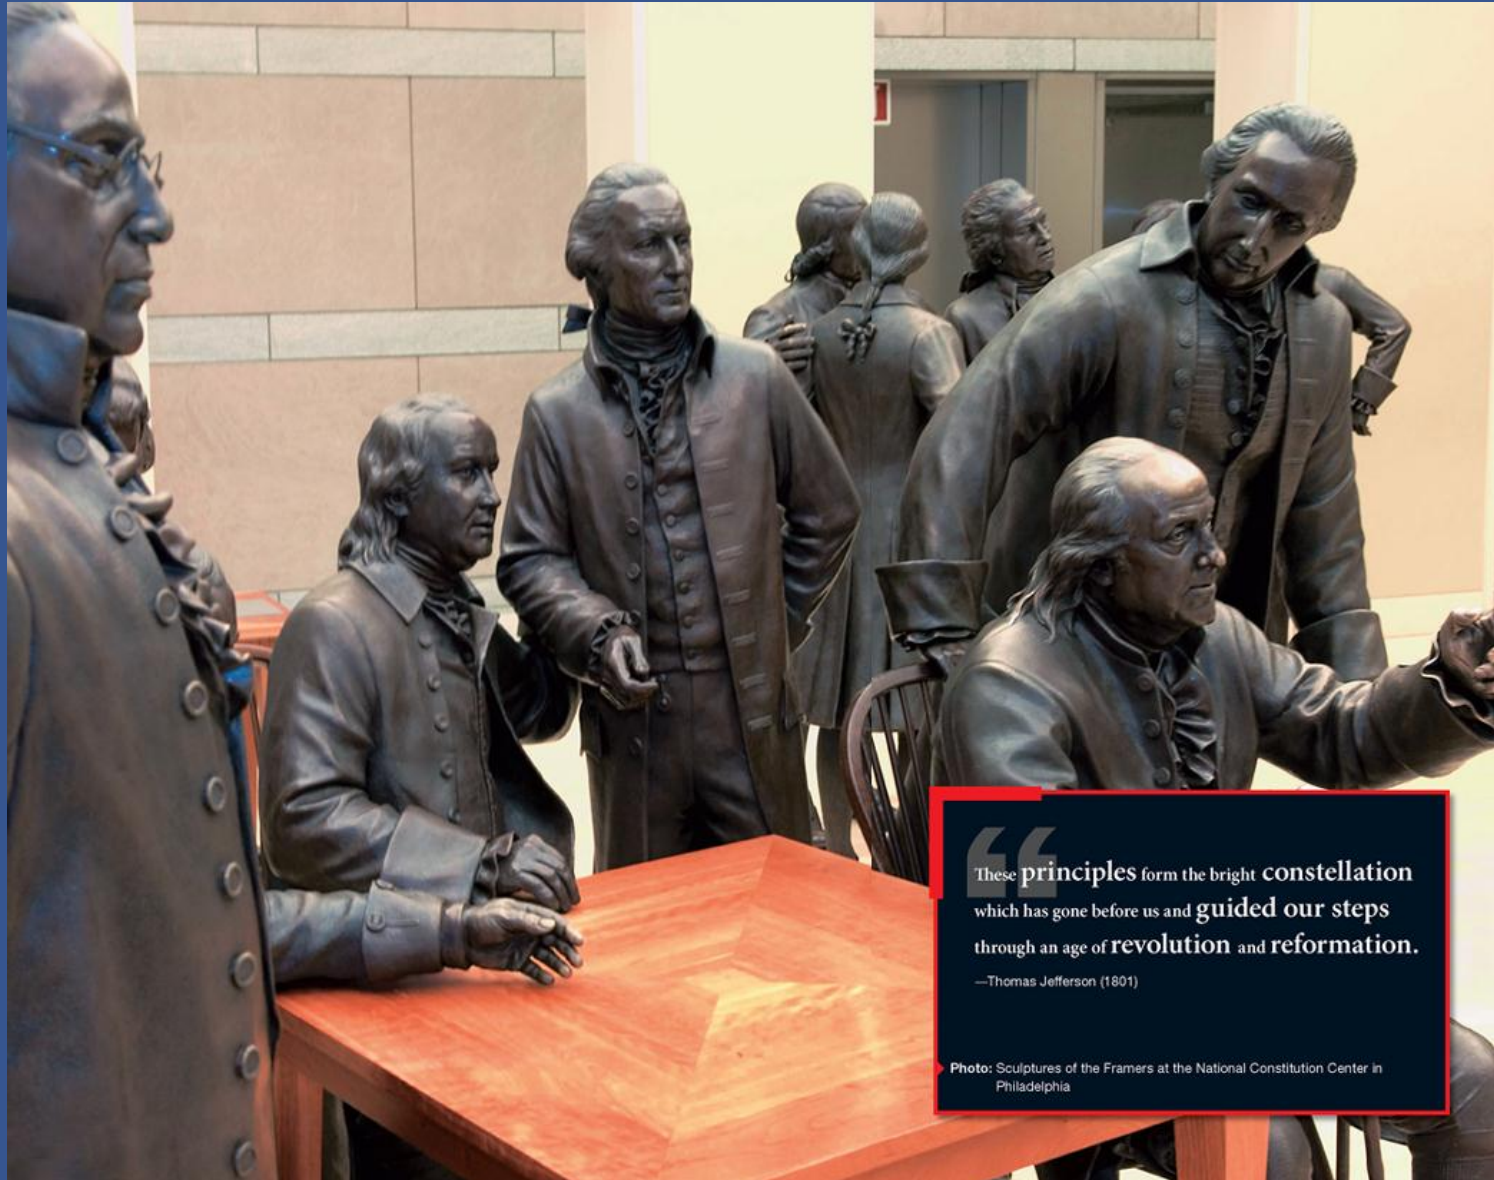 These principles form the bright constellation
which has gone before us and guided our steps
through an age of revolution and reformation.
—Thomas Jefferson (1801)
Photo: Sculptures of the Framers at the National Constitution Center in
Philadelphia